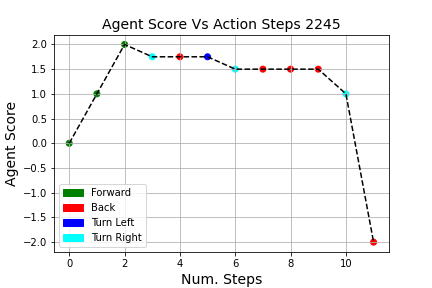 Agent Score Vs Action Steps 2245
2.0
1.5
1.0
0.5
0.0
−0.5
−1.0
−1.5
−2.0
Agent Score
Forward
Back
Turn Left
Turn Right
0 2 4 6 8 10
Num. Steps